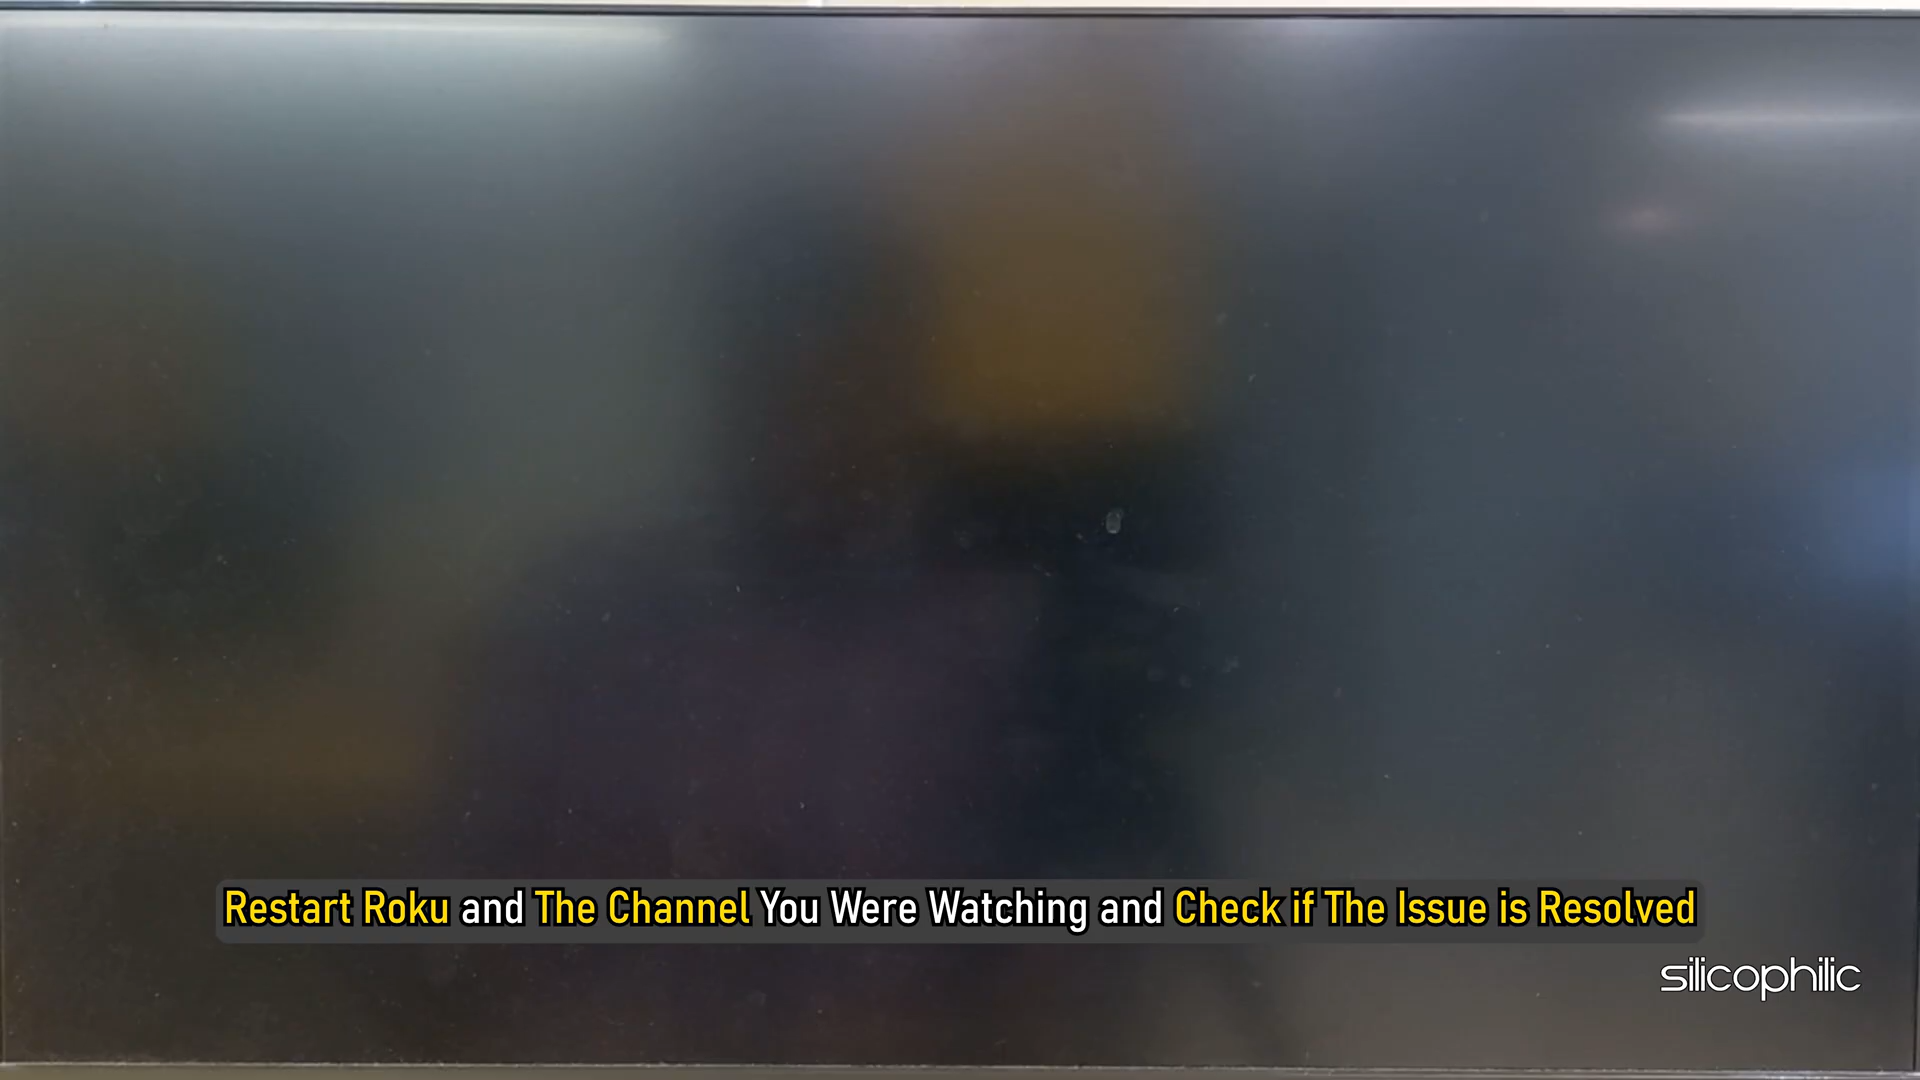 Restart Roku and The Channel You Were Watching and Check if The Issue is Resolved
silicophilic